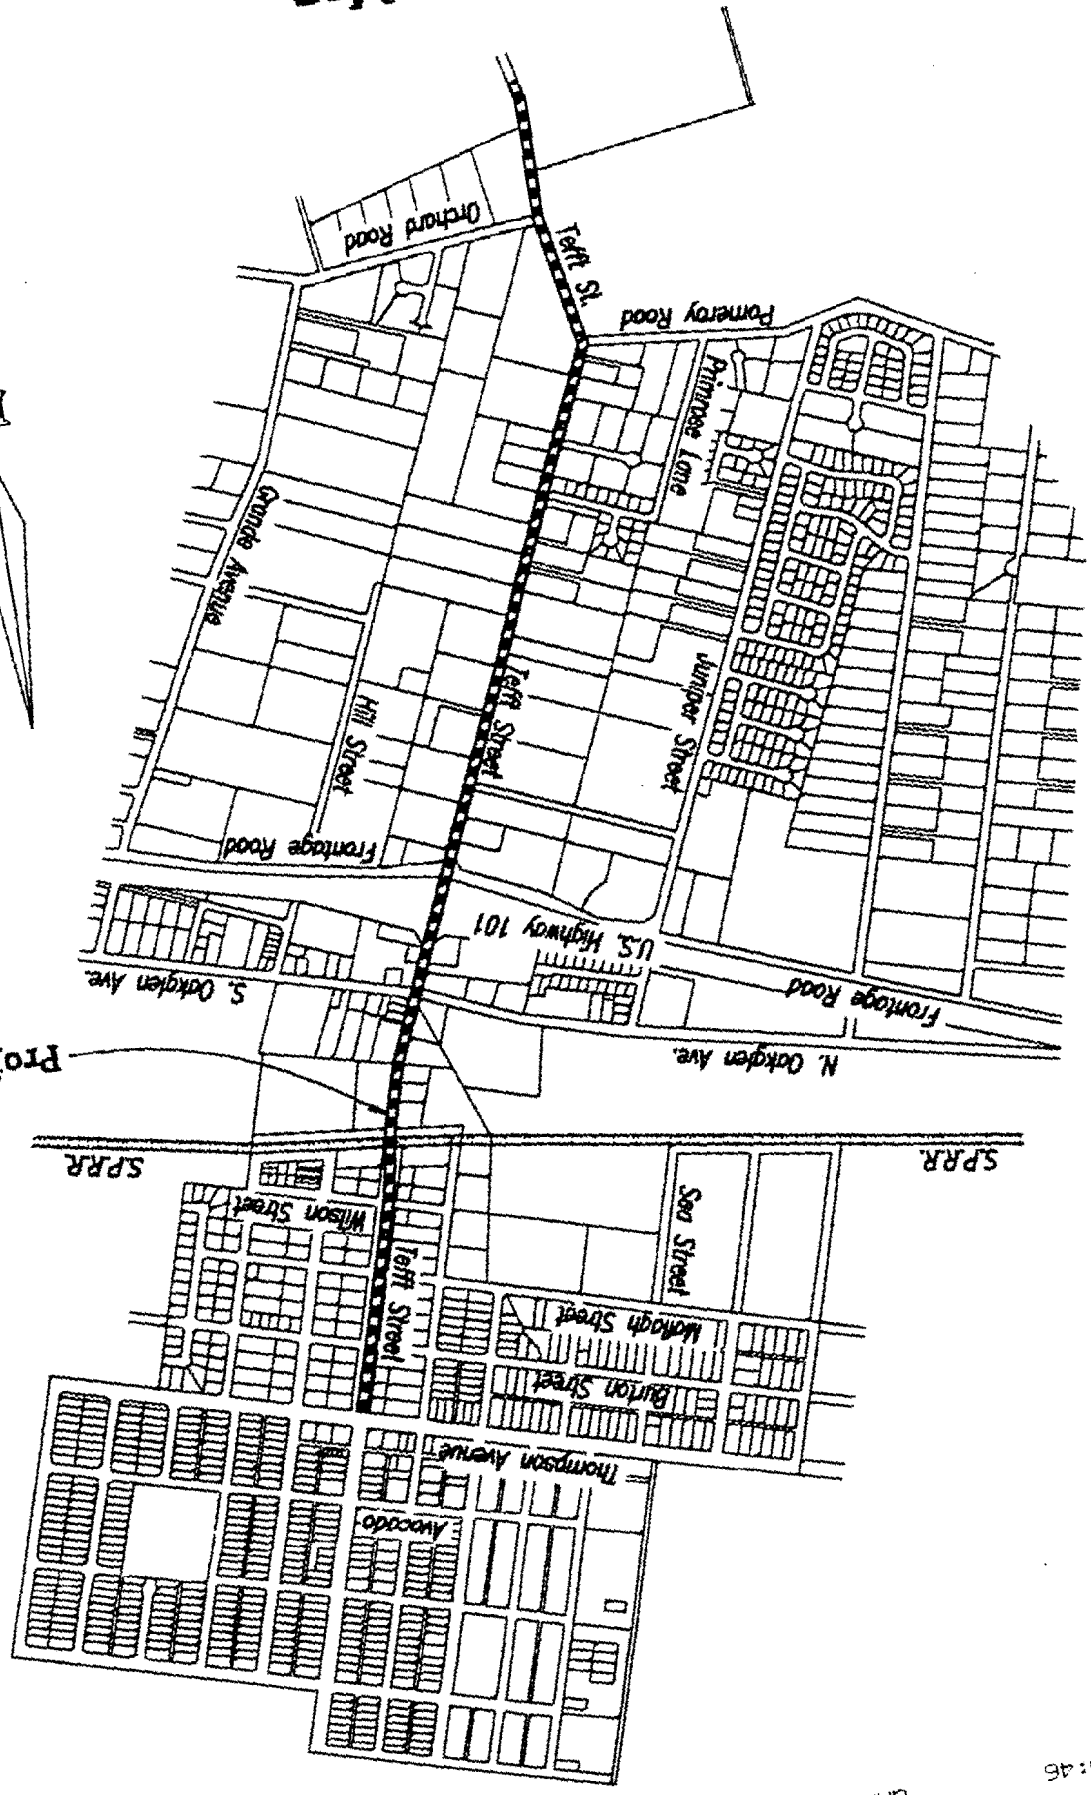 Orchard Road
Tefft St.
Pomeroy Road
Primrose Lane
Grande Avenue
Tefft Street
Juniper Street
Hill Street
Frontage Road
U.S. Highway 101
S. Oakglen Ave.
Frontage Road
N. Oakglen Ave.
S.P.R.R.
S.P.R.R.
Wilson Street
Sea Street
Tefft Street
Mallagh Street
Burton Street
Thompson Avenue
Avocado
:46